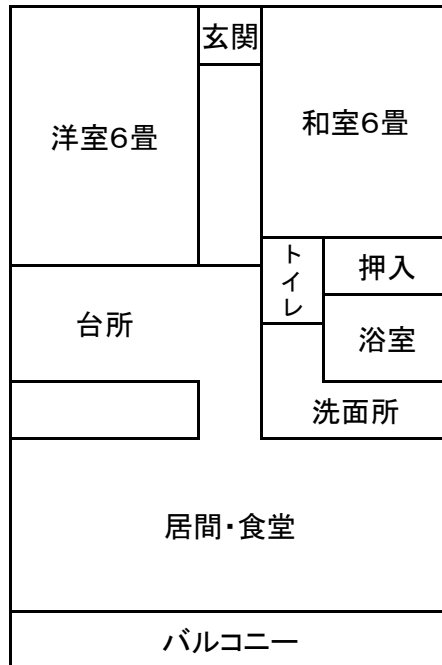 玄関
洋室6畳
和室6畳
トイレ
押入
台所
浴室
洗面所
居間・食堂
バルコニー